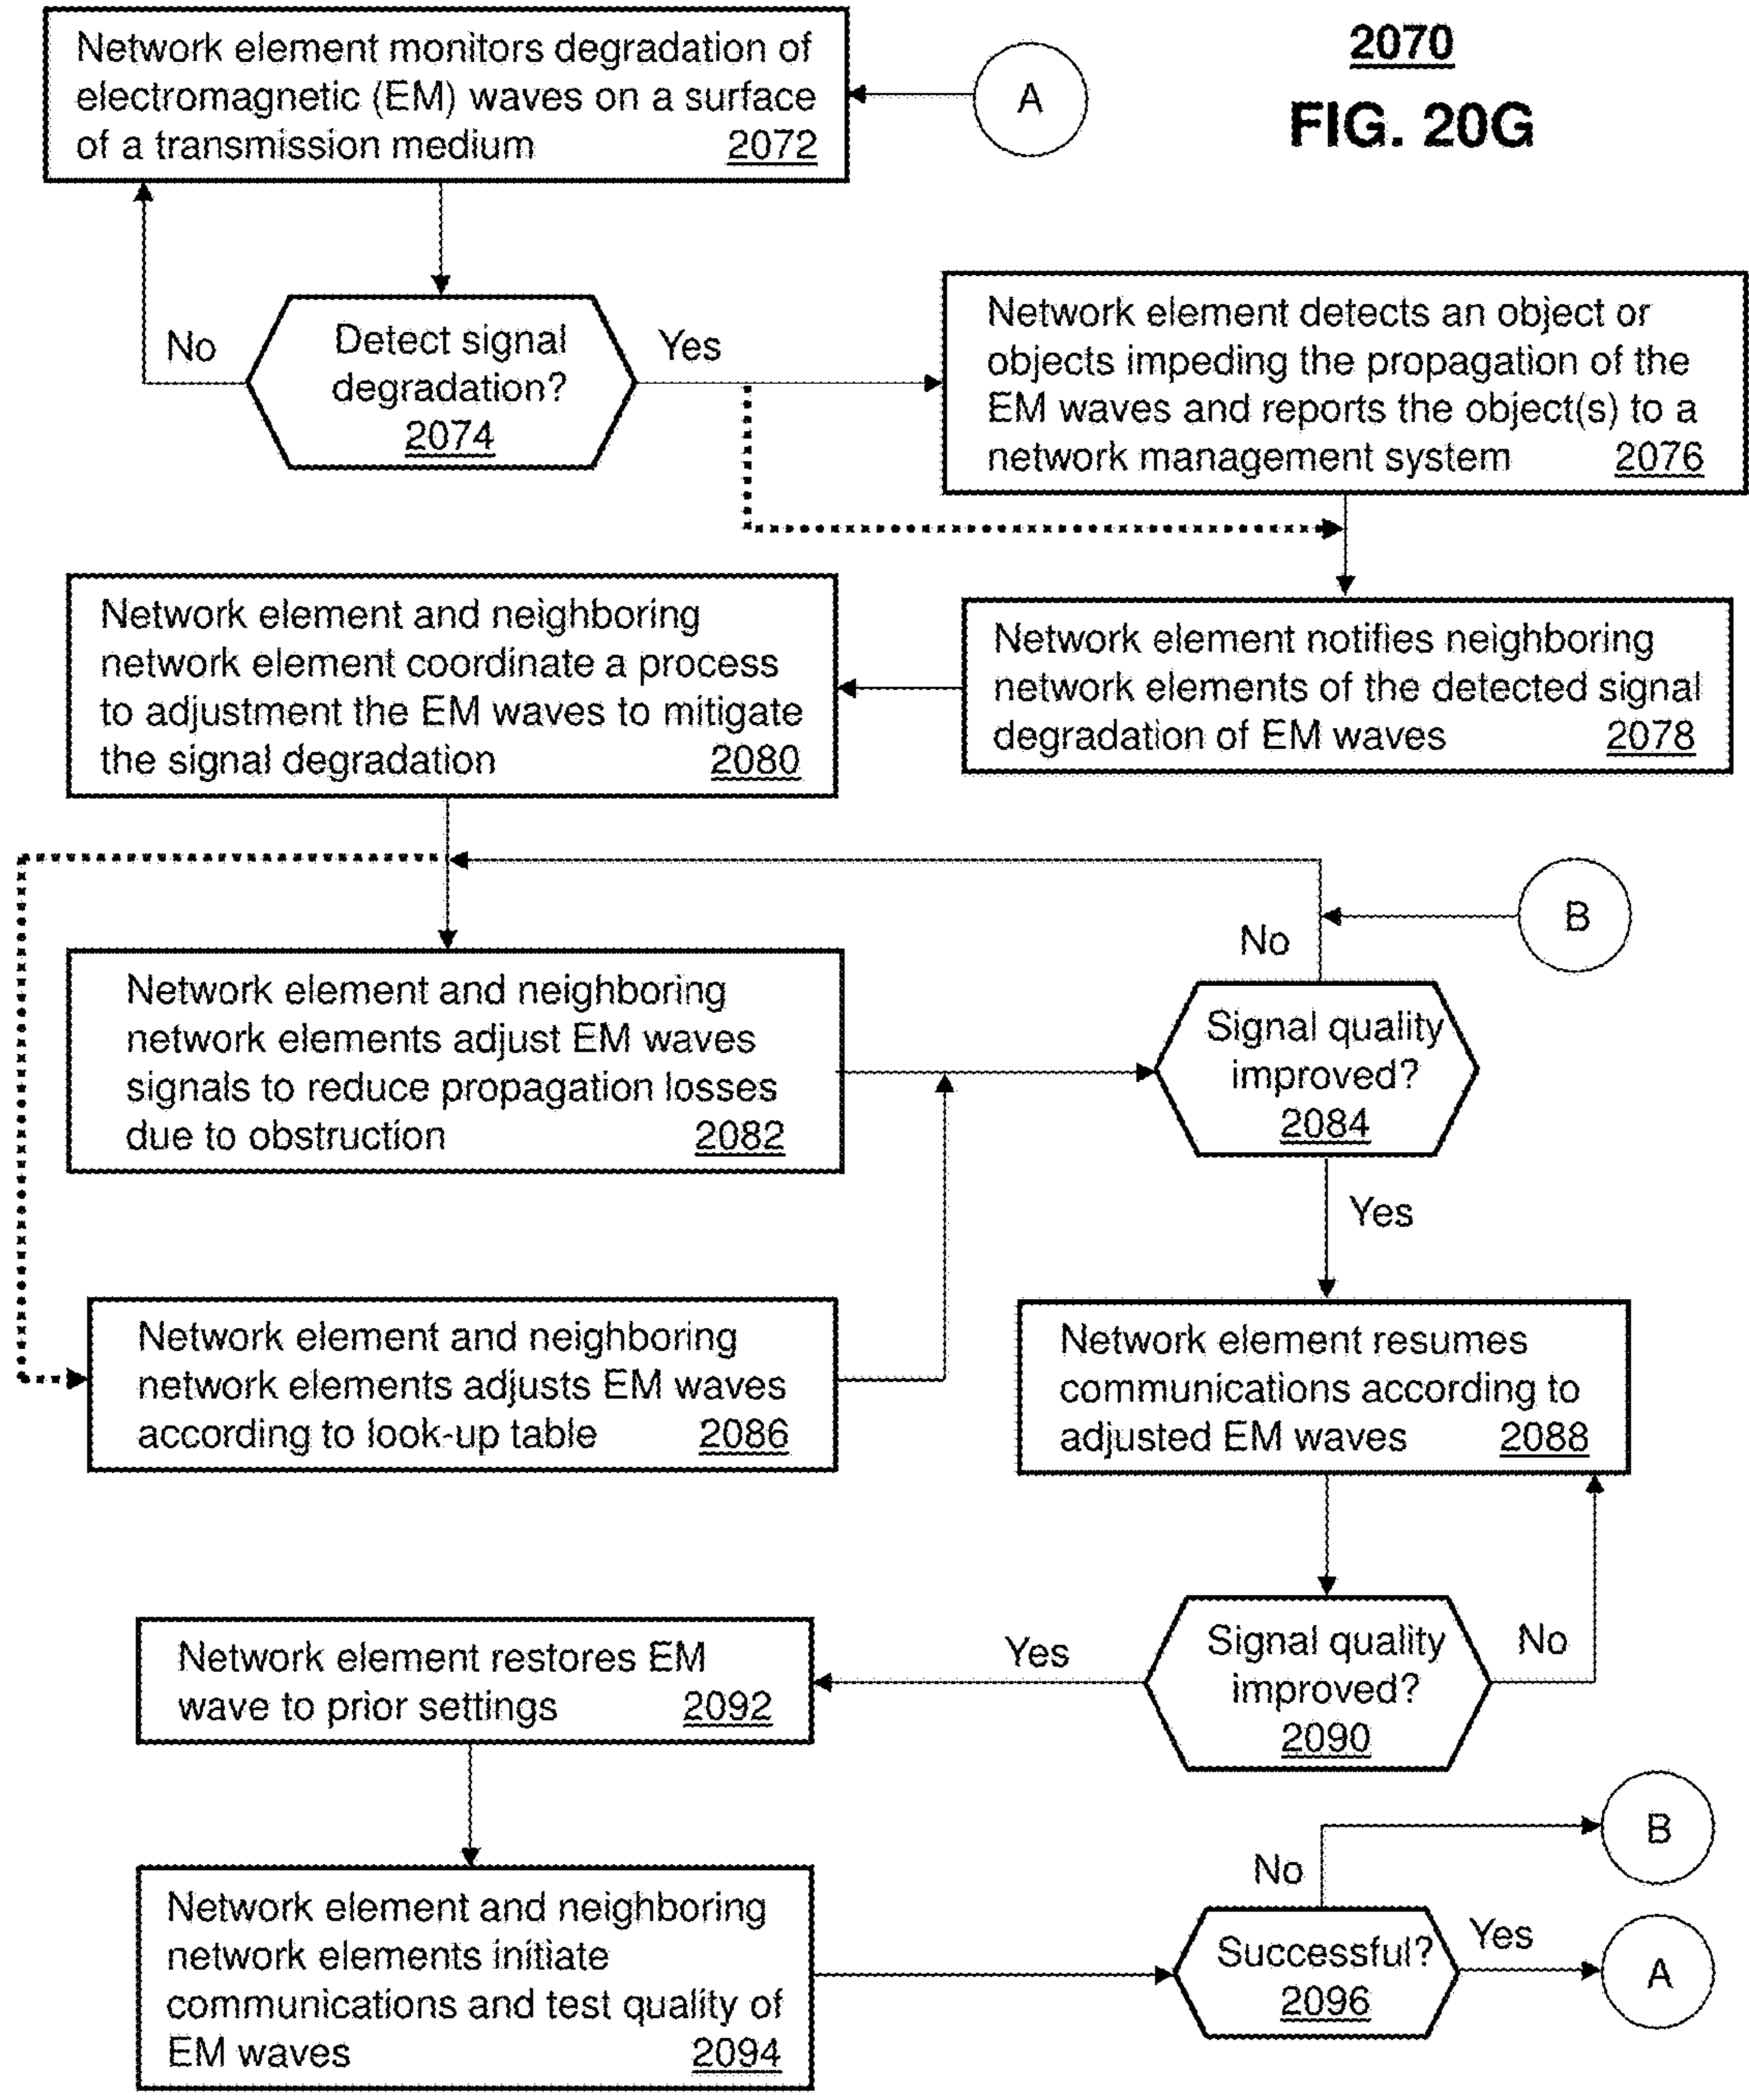 2070
FIG. 20G
Network element monitors degradation of
electromagnetic (EM) waves on a surface
of a transmission medium 2072
A
No
Detect signal
degradation?
2074
Yes
Network element detects an object or
objects impeding the propagation of the
EM waves and reports the object(s) to a
network management system 2076
Network element notifies neighboring
network elements of the detected signal
degradation of EM waves 2078
Network element and neighboring
network element coordinate a process
to adjustment the EM waves to mitigate
the signal degradation 2080
B
No
Network element and neighboring
network elements adjust EM waves
signals to reduce propagation losses
due to obstruction 2082
Signal quality
improved?
2084
Yes
Network element and neighboring
network elements adjusts EM waves
according to look-up table 2086
Network element resumes
communications according to
adjusted EM waves 2088
Signal quality
improved?
2090
No
Yes
Network element restores EM
wave to prior settings 2092
Network element and neighboring
network elements initiate
communications and test quality of
EM waves 2094
Successful?
2096
No
B
Yes
A